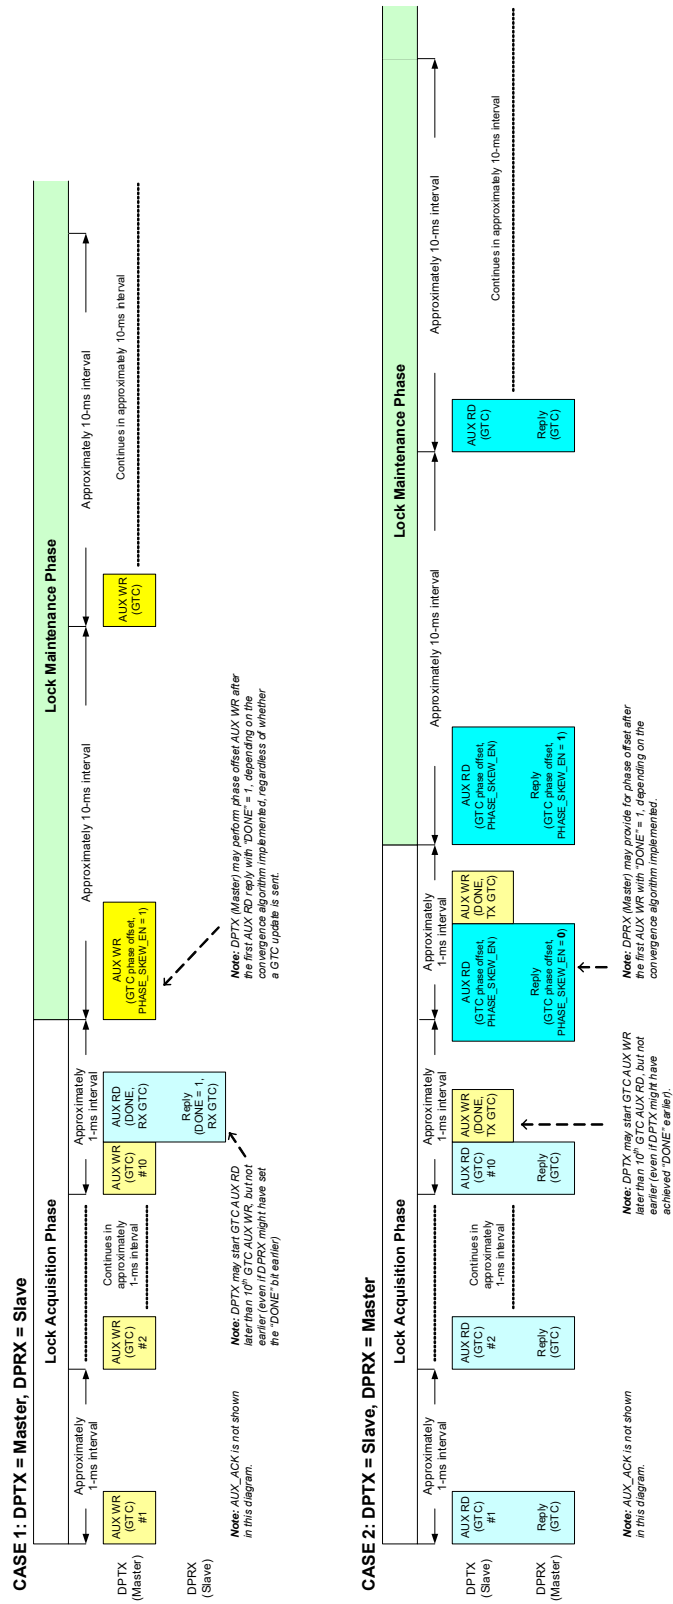 CASE 1: DPTX = Master, DPRX = Slave
Lock Acquisition Phase
Lock Maintenance Phase
Approximately
1-ms interval
Approximately
1-ms interval
Approximately 10-ms interval
Approximately 10-ms interval
DPTX
(Master)
AUX WR
(GTC)
#1
AUX WR
(GTC)
#2
Continues in
approximately
1-ms interval
AUX WR
(GTC)
#10
AUX RD
(DONE,
RX GTC)
AUX WR
(GTC phase offset,
PHASE_SKEW_EN = 1)
AUX WR
(GTC)
Continues in approximately 10-ms interval
DPRX
(Slave)
Reply
(DONE = 1,
RX GTC)
Note: AUX_ACK is not shown
in this diagram.
Note: DPTX may start GTC AUX RD
later than 10th GTC AUX WR, but not
earlier (even if DPRX might have set
the "DONE" bit earlier)
Note: DPTX (Master) may perform phase offset AUX WR after
the first AUX RD reply with "DONE" = 1, depending on the
convergence algorithm implemented, regardless of whether
a GTC update is sent.
CASE 2: DPTX = Slave, DPRX = Master
Lock Acquisition Phase
Lock Maintenance Phase
Approximately
1-ms interval
Approximately
1-ms interval
Approximately
1-ms interval
Approximately 10-ms interval
Approximately 10-ms interval
DPTX
(Slave)
AUX RD
(GTC)
#1
AUX RD
(GTC)
#2
Continues in
approximately
1-ms interval
AUX RD
(GTC)
#10
AUX WR
(DONE,
TX GTC)
AUX RD
(GTC phase offset,
PHASE_SKEW_EN)
AUX WR
(DONE,
TX GTC)
AUX RD
(GTC phase offset,
PHASE_SKEW_EN)
AUX RD
(GTC)
Continues in approximately 10-ms interval
DPRX
(Master)
Reply
(GTC)
Reply
(GTC)
Reply
(GTC)
Reply
(GTC phase offset,
PHASE_SKEW_EN = 0)
Reply
(GTC phase offset,
PHASE_SKEW_EN = 1)
Reply
(GTC)
Note: AUX_ACK is not shown
in this diagram.
Note: DPTX may start GTC AUX WR
later than 10th GTC AUX RD, but not
earlier (even if DPTX might have
achieved "DONE" earlier).
Note: DPRX (Master) may provide for phase offset after
the first AUX WR with "DONE" = 1, depending on the
convergence algorithm implemented.